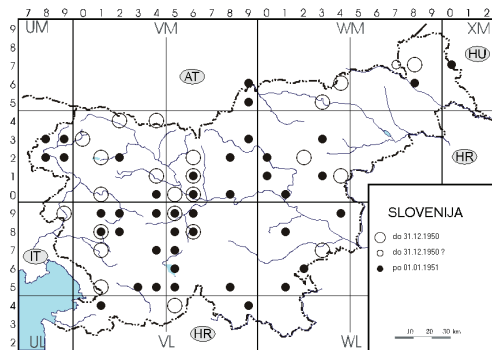 7 8 9 0 1 2 3 4 5 6 7 8 9 0 1 2 3 4 5 6 7 8 9 0 1 2
UM VM WM XM
9
8
7
6
5
4
3
2
1
0
9
8
7
6
5
4
3
2
AT
HU
HR
IT
HR
UL VL WL
SLOVENIJA
do 31.12.1950
do 31.12.1950 ?
po 01.01.1951
10 20 30 km